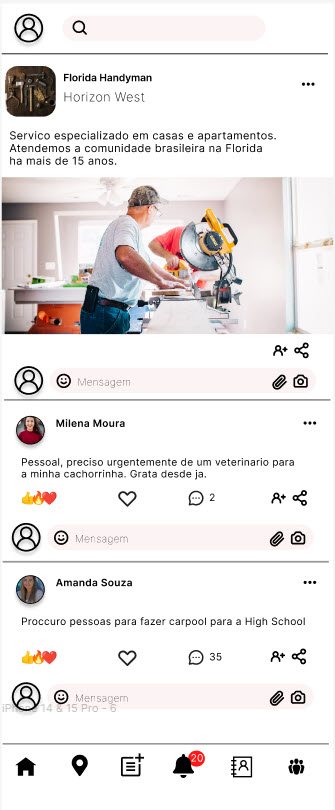 Florida Handyman
Horizon West
Servico especializado em casas e apartamentos.
Atendemos a comunidade brasileira na Florida
ha mais de 15 anos.
Mensagem
Milena Moura
Pessoal, preciso urgentemente de um veterinario para
a minha cachorrinha. Grata desde ja.
2
Mensagem
Amanda Souza
Proccuro pessoas para fazer carpool para a High School
35
Mensagem
iPhone 14 & 15 Pro - 6
20